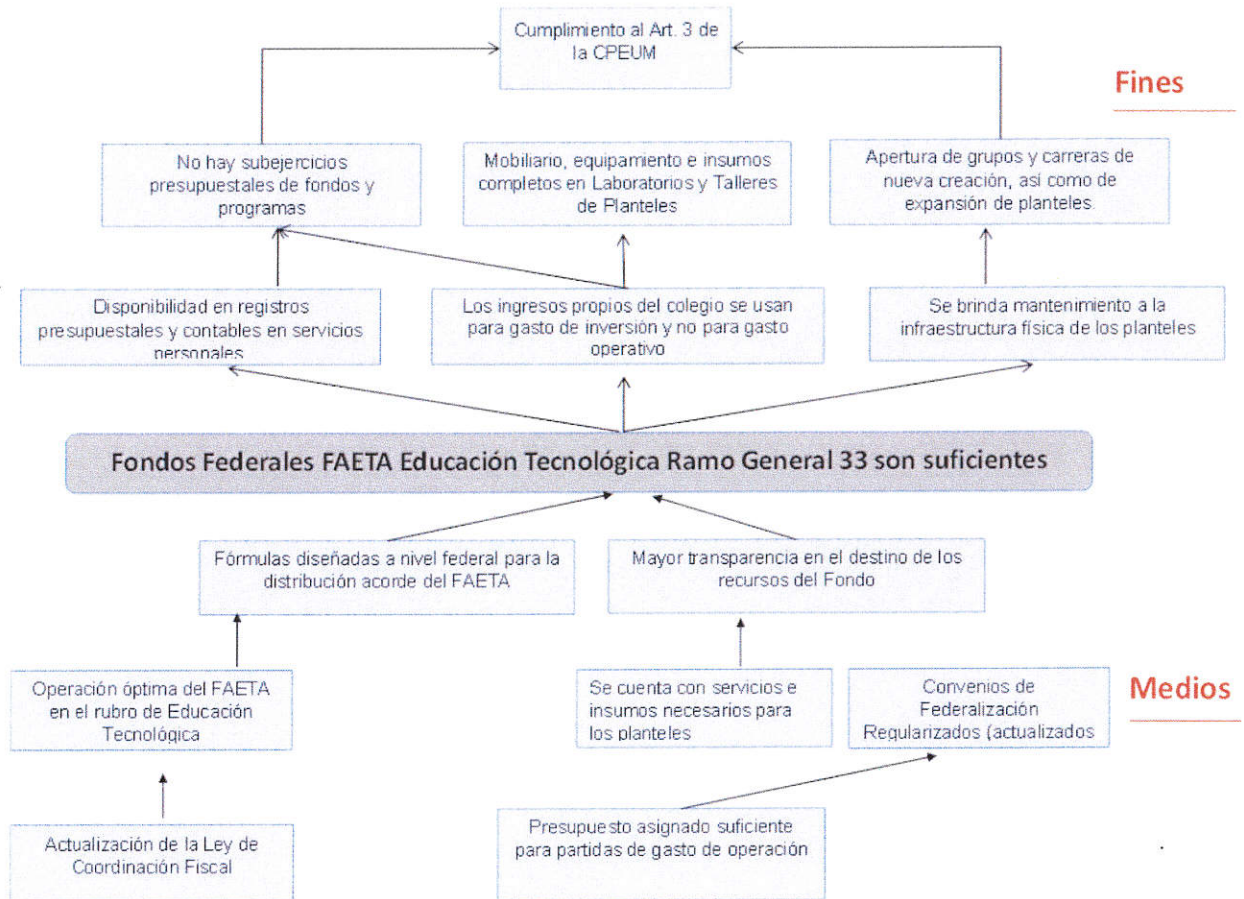 Cumplimiento al Art. 3 de
la CPEUM
Fines
No hay subejercicios
presupuestales de fondos y
programas
Mobiliario, equipamiento e insumos
completos en Laboratorios y Talleres
de Planteles
Apertura de grupos y carreras de
nueva creación, así como de
expansión de planteles.
Disponibilidad en registros
presupuestales y contables en servicios
personales
Los ingresos propios del colegio se usan
para gasto de inversión y no para gasto
operativo
Se brinda mantenimiento a la
infraestructura física de los planteles
Fondos Federales FAETA Educación Tecnológica Ramo General 33 son suficientes
Fórmulas diseñadas a nivel federal para la
distribución acorde del FAETA
Mayor transparencia en el destino de los
recursos del Fondo
Operación óptima del FAETA
en el rubro de Educación
Tecnológica
Se cuenta con servicios e
insumos necesarios para
los planteles
Convenios de
Federalización
Regularizados (actualizados
Medios
Actualización de la Ley de
Coordinación Fiscal
Presupuesto asignado suficiente
para partidas de gasto de operación